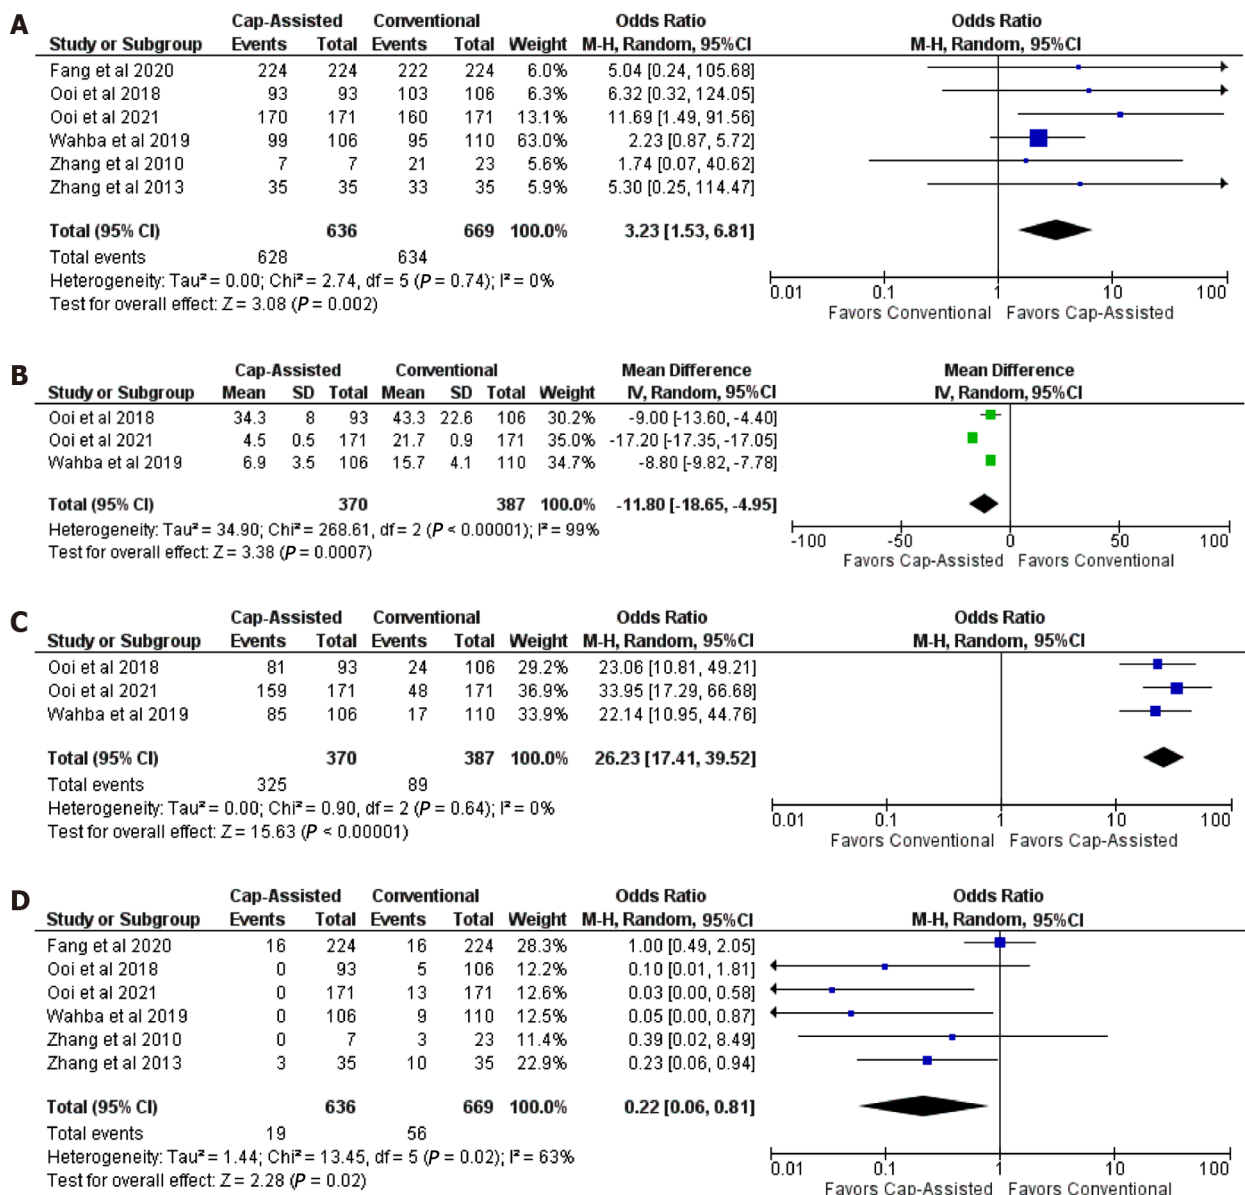 A
Cap-Assisted Conventional Odds Ratio Odds Ratio
Study or Subgroup Events Total Events Total Weight M-H, Random, 95%CI M-H, Random, 95%CI
Fang et al 2020 224 224 222 224 6.0% 5.04 [0.24, 105.68]
Ooi et al 2018 93 93 103 106 6.3% 6.32 [0.32, 124.05]
Ooi et al 2021 170 171 160 171 13.1% 11.69 [1.49, 91.56]
Wahba et al 2019 99 106 95 110 63.0% 2.23 [0.87, 5.72]
Zhang et al 2010 7 7 21 23 5.6% 1.74 [0.07, 40.62]
Zhang et al 2013 35 35 33 35 5.9% 5.30 [0.25, 114.47]
Total (95% CI) 636 669 100.0% 3.23 [1.53, 6.81]
Total events 628 634
Heterogeneity: Tau² = 0.00; Chi² = 2.74, df = 5 (P = 0.74); I² = 0%
Test for overall effect: Z = 3.08 (P = 0.002)
0.01 0.1 1 10 100
Favors Conventional Favors Cap-Assisted
B
Cap-Assisted Conventional Mean Difference Mean Difference
Study or Subgroup Mean SD Total Mean SD Total Weight IV, Random, 95%CI IV, Random, 95%CI
Ooi et al 2018 34.3 8 93 43.3 22.6 106 30.2% -9.00 [-13.60, -4.40]
Ooi et al 2021 4.5 0.5 171 21.7 0.9 171 35.0% -17.20 [-17.35, -17.05]
Wahba et al 2019 6.9 3.5 106 15.7 4.1 110 34.7% -8.80 [-9.82, -7.78]
Total (95% CI) 370 387 100.0% -11.80 [-18.65, -4.95]
Heterogeneity: Tau² = 34.90; Chi² = 268.61, df = 2 (P < 0.00001); I² = 99%
Test for overall effect: Z = 3.38 (P = 0.0007)
-100 -50 0 50 100
Favors Cap-Assisted Favors Conventional
C
Cap-Assisted Conventional Odds Ratio Odds Ratio
Study or Subgroup Events Total Events Total Weight M-H, Random, 95%CI M-H, Random, 95%CI
Ooi et al 2018 81 93 24 106 29.2% 23.06 [10.81, 49.21]
Ooi et al 2021 159 171 48 171 36.9% 33.95 [17.29, 66.68]
Wahba et al 2019 85 106 17 110 33.9% 22.14 [10.95, 44.76]
Total (95% CI) 370 387 100.0% 26.23 [17.41, 39.52]
Total events 325 89
Heterogeneity: Tau² = 0.00; Chi² = 0.90, df = 2 (P = 0.64); I² = 0%
Test for overall effect: Z = 15.63 (P < 0.00001)
0.01 0.1 1 10 100
Favors Conventional Favors Cap-Assisted
D
Cap-Assisted Conventional Odds Ratio Odds Ratio
Study or Subgroup Events Total Events Total Weight M-H, Random, 95%CI M-H, Random, 95%CI
Fang et al 2020 16 224 16 224 28.3% 1.00 [0.49, 2.05]
Ooi et al 2018 0 93 5 106 12.2% 0.10 [0.01, 1.81]
Ooi et al 2021 0 171 13 171 12.6% 0.03 [0.00, 0.58]
Wahba et al 2019 0 106 9 110 12.5% 0.05 [0.00, 0.87]
Zhang et al 2010 0 7 3 23 11.4% 0.39 [0.02, 8.49]
Zhang et al 2013 3 35 10 35 22.9% 0.23 [0.06, 0.94]
Total (95% CI) 636 669 100.0% 0.22 [0.06, 0.81]
Total events 19 56
Heterogeneity: Tau² = 1.44; Chi² = 13.45, df = 5 (P = 0.02); I² = 63%
Test for overall effect: Z = 2.28 (P = 0.02)
0.01 0.1 1 10 100
Favors Cap-Assisted Favors Conventional